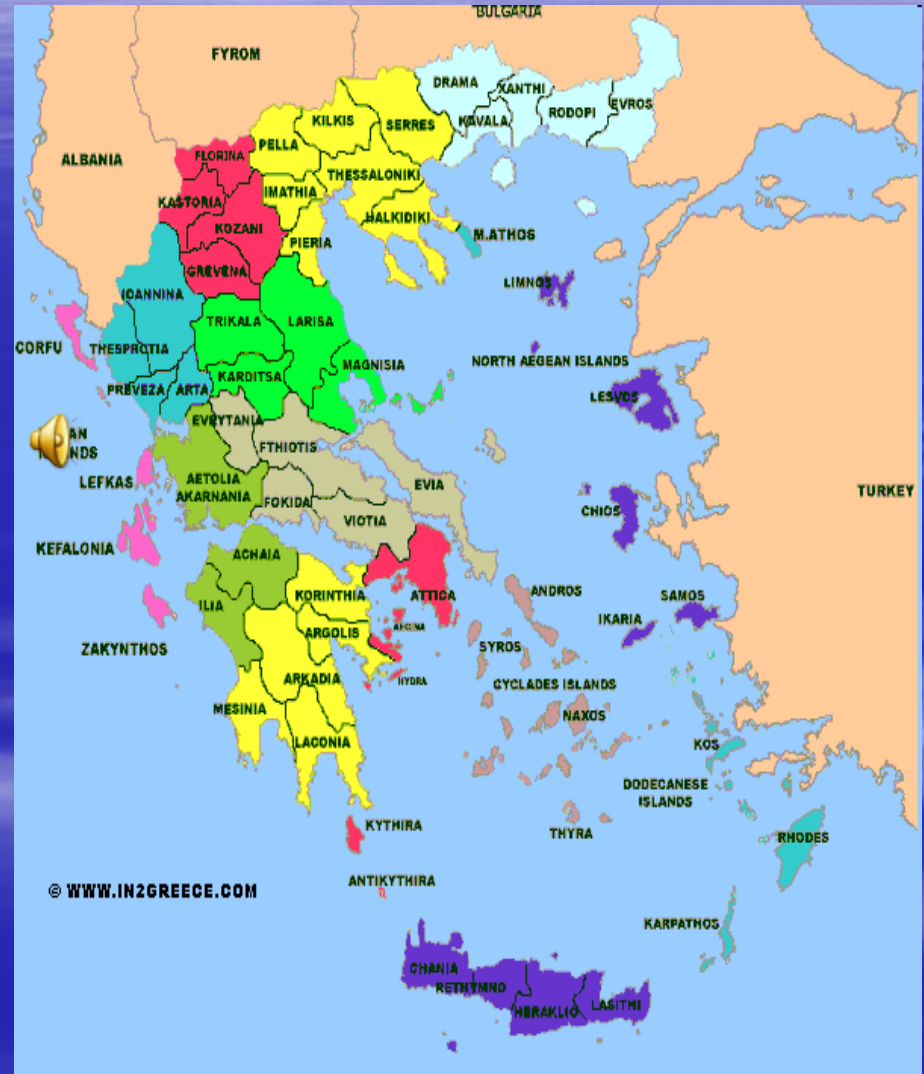 BULGARIA
FYROM
DRAMA
XANTHI
EVROS
RODOPI
KAVALA
KILKIS
SERRES
PELLA
ALBANIA
FLORINA
THESSALONIKI
IMATHIA
KASTORIA
HALKIDIKI
KOZANI
PIERIA
M.ATHOS
GREVENA
LIMNOS
IOANNINA
TRIKALA
LARISA
CORFU
THESPROTIA
NORTH AEGEAN ISLANDS
MAGNISIA
KARDITSA
PREVEZA
ARTA
LESVOS
EVRYTANIA
AN
NDS
FTHIOTIS
LEFKAS
AETOLIA
AKARNANIA
EVIA
TURKEY
FOKIDA
CHIOS
VIOTIA
KEFALONIA
ACHAIA
ANDROS
KORINTHIA
ATTICA
SAMOS
ILIA
IKARIA
AEGINA
ARGOLIS
ZAKYNTHOS
SYROS
ARKADIA
HYDRA
CYCLADES ISLANDS
MESINIA
NAXOS
LACONIA
KOS
DODECANESE
ISLANDS
KYTHIRA
THYRA
RHODES
ANTIKYTHIRA
© WWW.IN2GREECE.COM
KARPATHOS
CHANIA
RETHYMNO
HERAKLIO
LASITHI